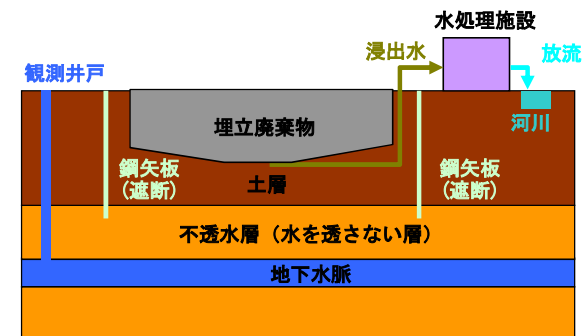 水処理施設
浸出水
放流
観測井戸
河川
埋立廃棄物
鋼矢板
(遮断)
鋼矢板
(遮断)
土層
不透水層（水を透さない層）
地下水脈